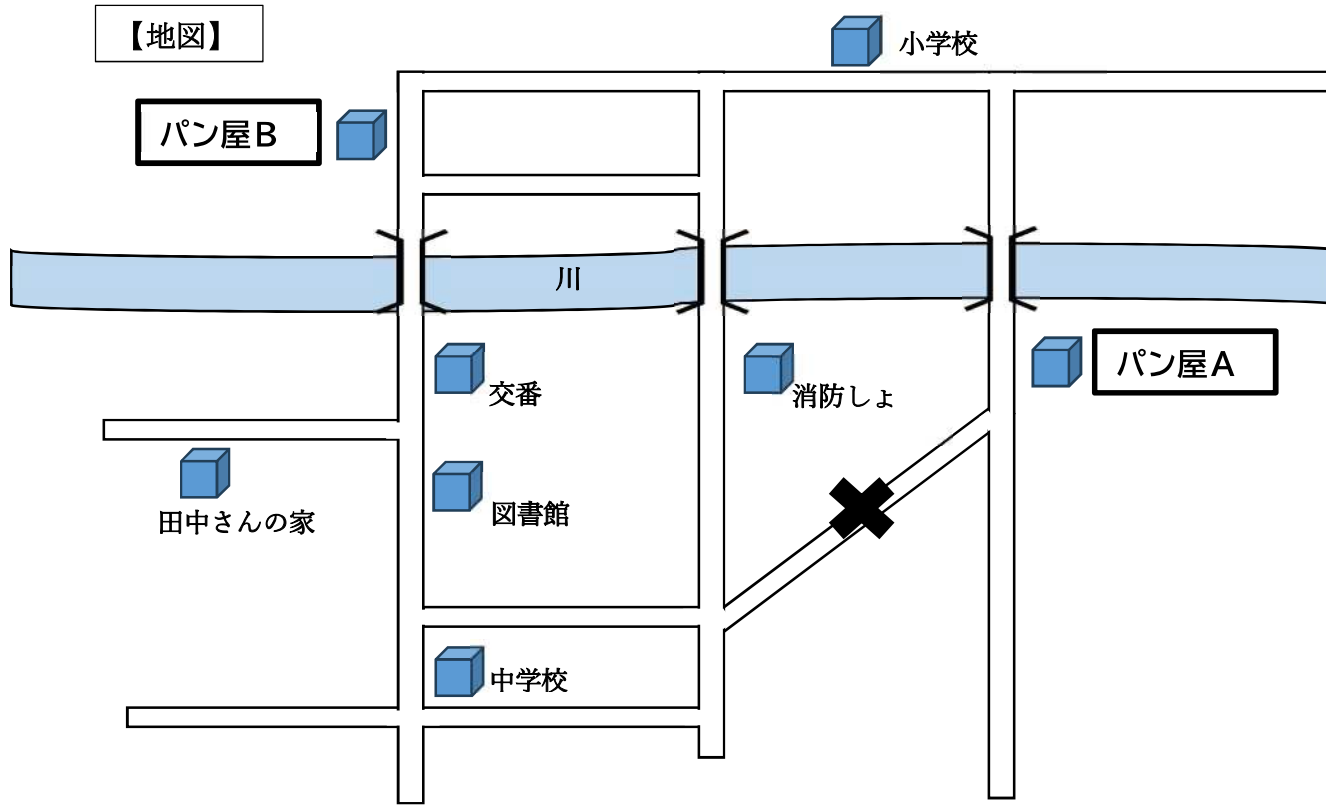 【地図】
小学校
パン屋B
川
交番
消防しょ
パン屋A
田中さんの家
図書館
中学校